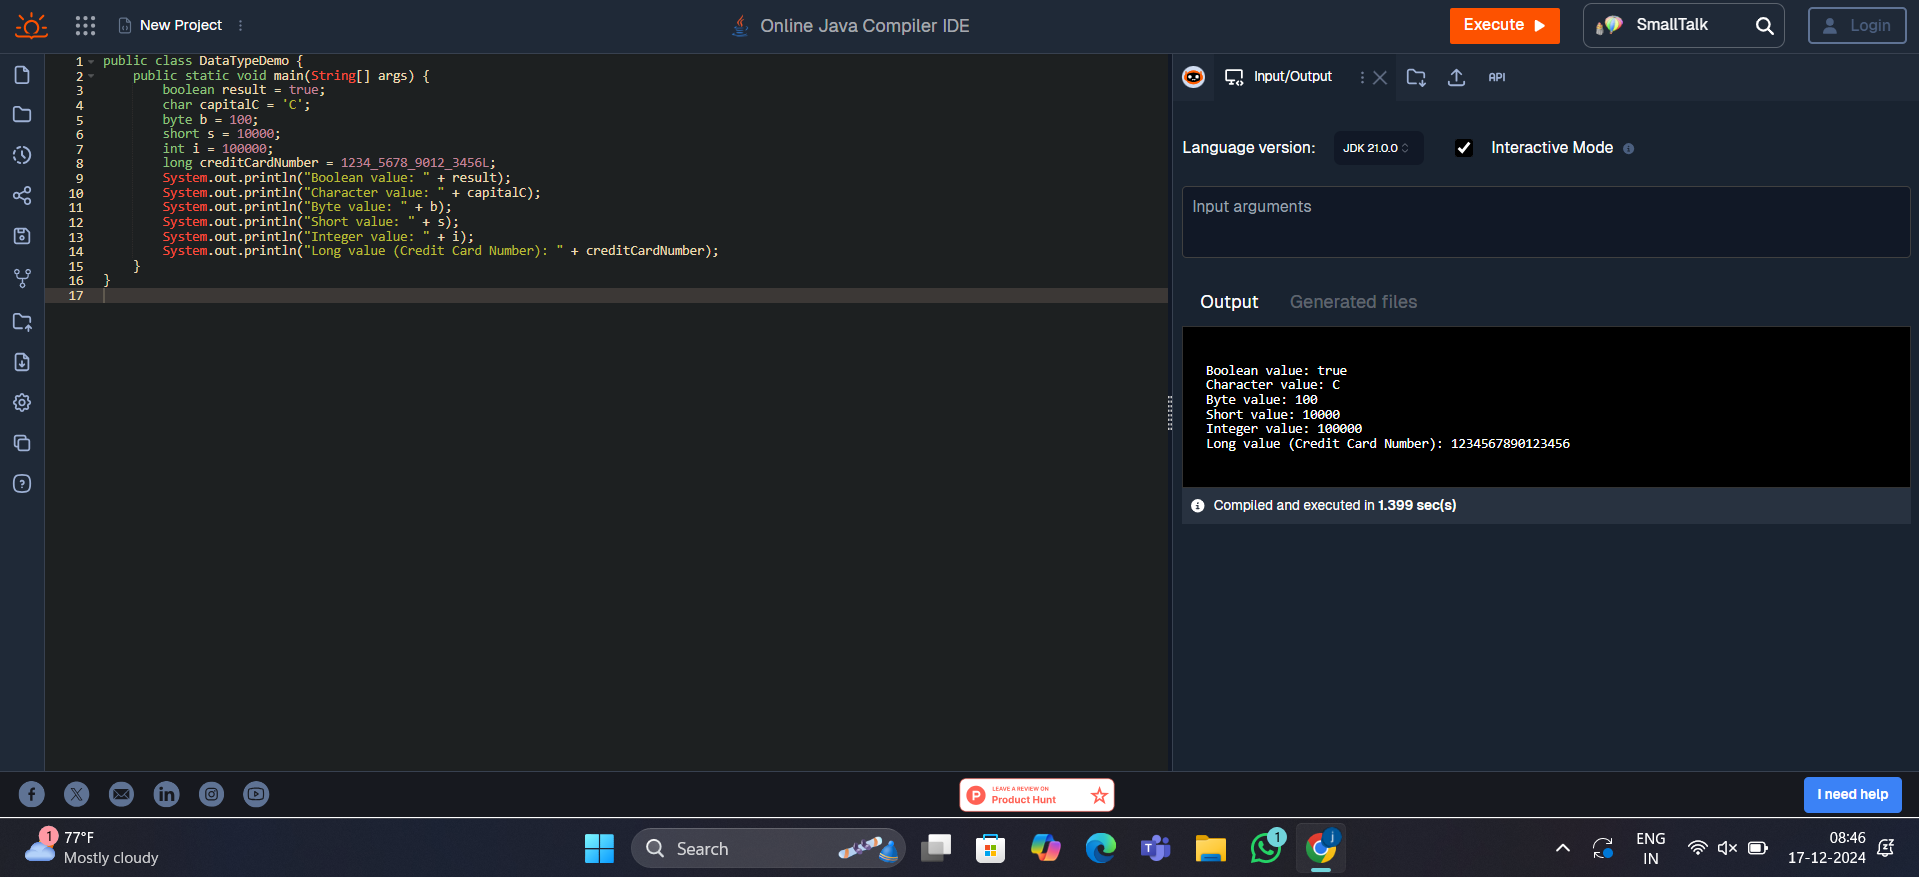 New Project
Online Java Compiler IDE
Execute
SmallTalk
Login
1 public class DataTypeDemo {
2     public static void main(String[] args) {
3         boolean result = true;
4         char capitalC = 'C';
5         byte b = 100;
6         short s = 10000;
7         int i = 100000;
8         long creditCardNumber = 1234_5678_9012_3456L;
9         System.out.println("Boolean value: " + result);
10         System.out.println("Character value: " + capitalC);
11         System.out.println("Byte value: " + b);
12         System.out.println("Short value: " + s);
13         System.out.println("Integer value: " + i);
14         System.out.println("Long value (Credit Card Number): " + creditCardNumber);
15     }
16 }
17
Input/Output
API
Language version:
JDK 21.0.0
Interactive Mode
Input arguments
Output
Generated files
Boolean value: true
Character value: C
Byte value: 100
Short value: 10000
Integer value: 100000
Long value (Credit Card Number): 1234567890123456
Compiled and executed in 1.399 sec(s)
LEAVE A REVIEW ON
Product Hunt
I need help
1
77°F
Mostly cloudy
Search
1
j
ENG
IN
08:46
17-12-2024